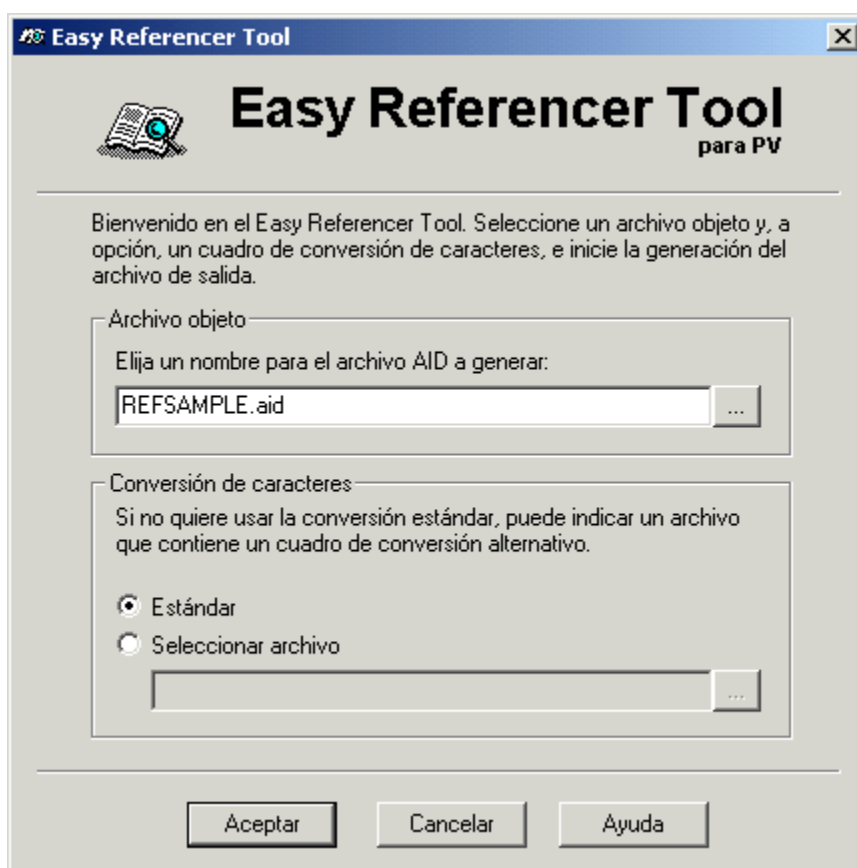 Easy Referencer Tool
Easy Referencer Tool
para PV
Bienvenido en el Easy Referencer Tool. Seleccione un archivo objeto y, a
opción, un cuadro de conversión de caracteres, e inicie la generación del
archivo de salida.
Archivo objeto
Elija un nombre para el archivo AID a generar:
REFSAMPLE.aid
...
Conversión de caracteres
Si no quiere usar la conversión estándar, puede indicar un archivo
que contiene un cuadro de conversión alternativo.
Estándar
Seleccionar archivo
...
Aceptar Cancelar Ayuda